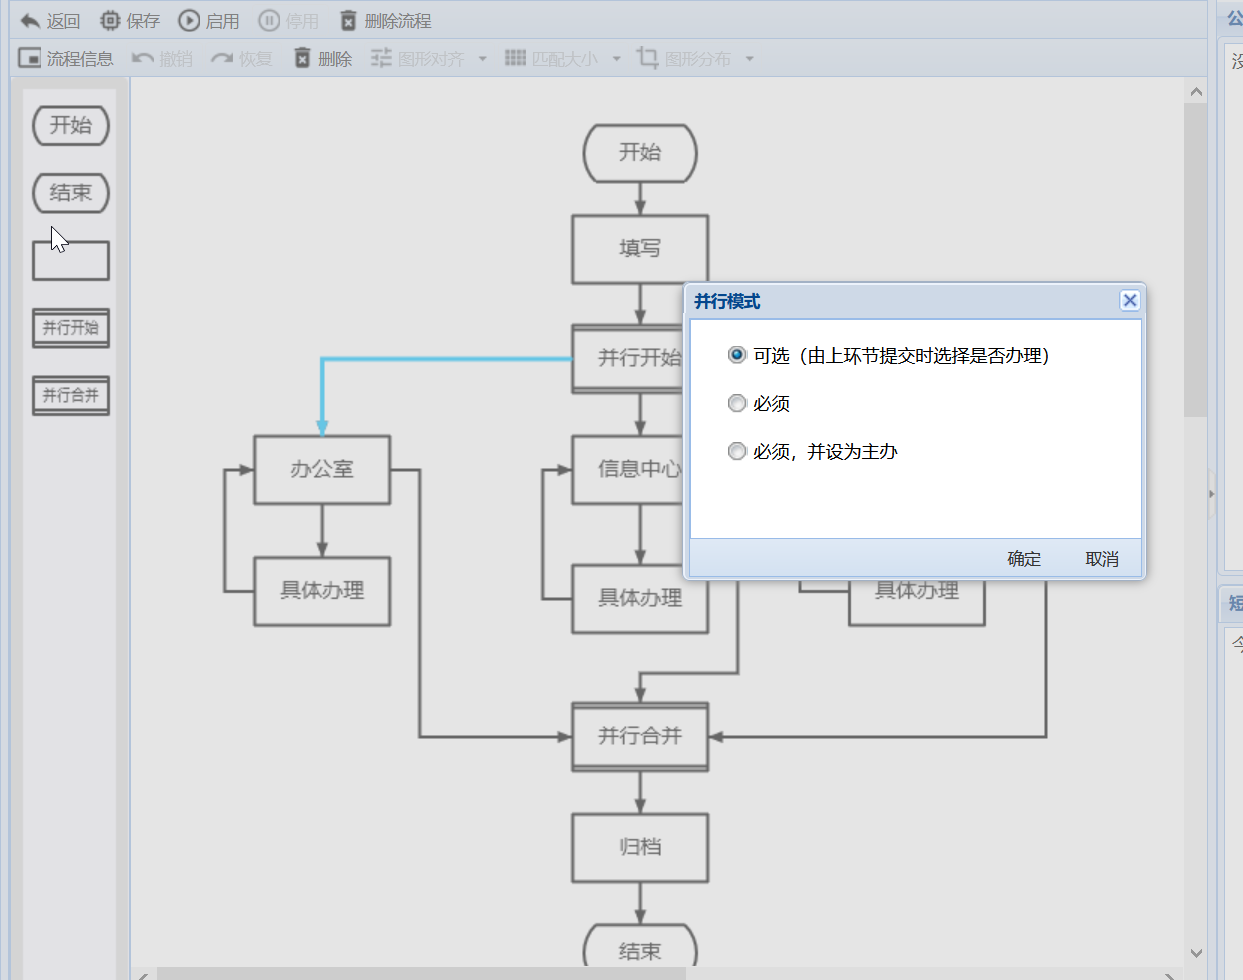 返回 保存 启用 停用 删除流程
流程信息 撤销 恢复 删除 图形对齐 匹配大小 图形分布
开始
结束
并行开始
并行合并
开始
填写
并行开始
办公室
信息中心
具体办理
具体办理
具体办理
并行合并
归档
结束
并行模式
可选（由上环节提交时选择是否办理）
必须
必须，并设为主办
确定 取消
公
没
短
今